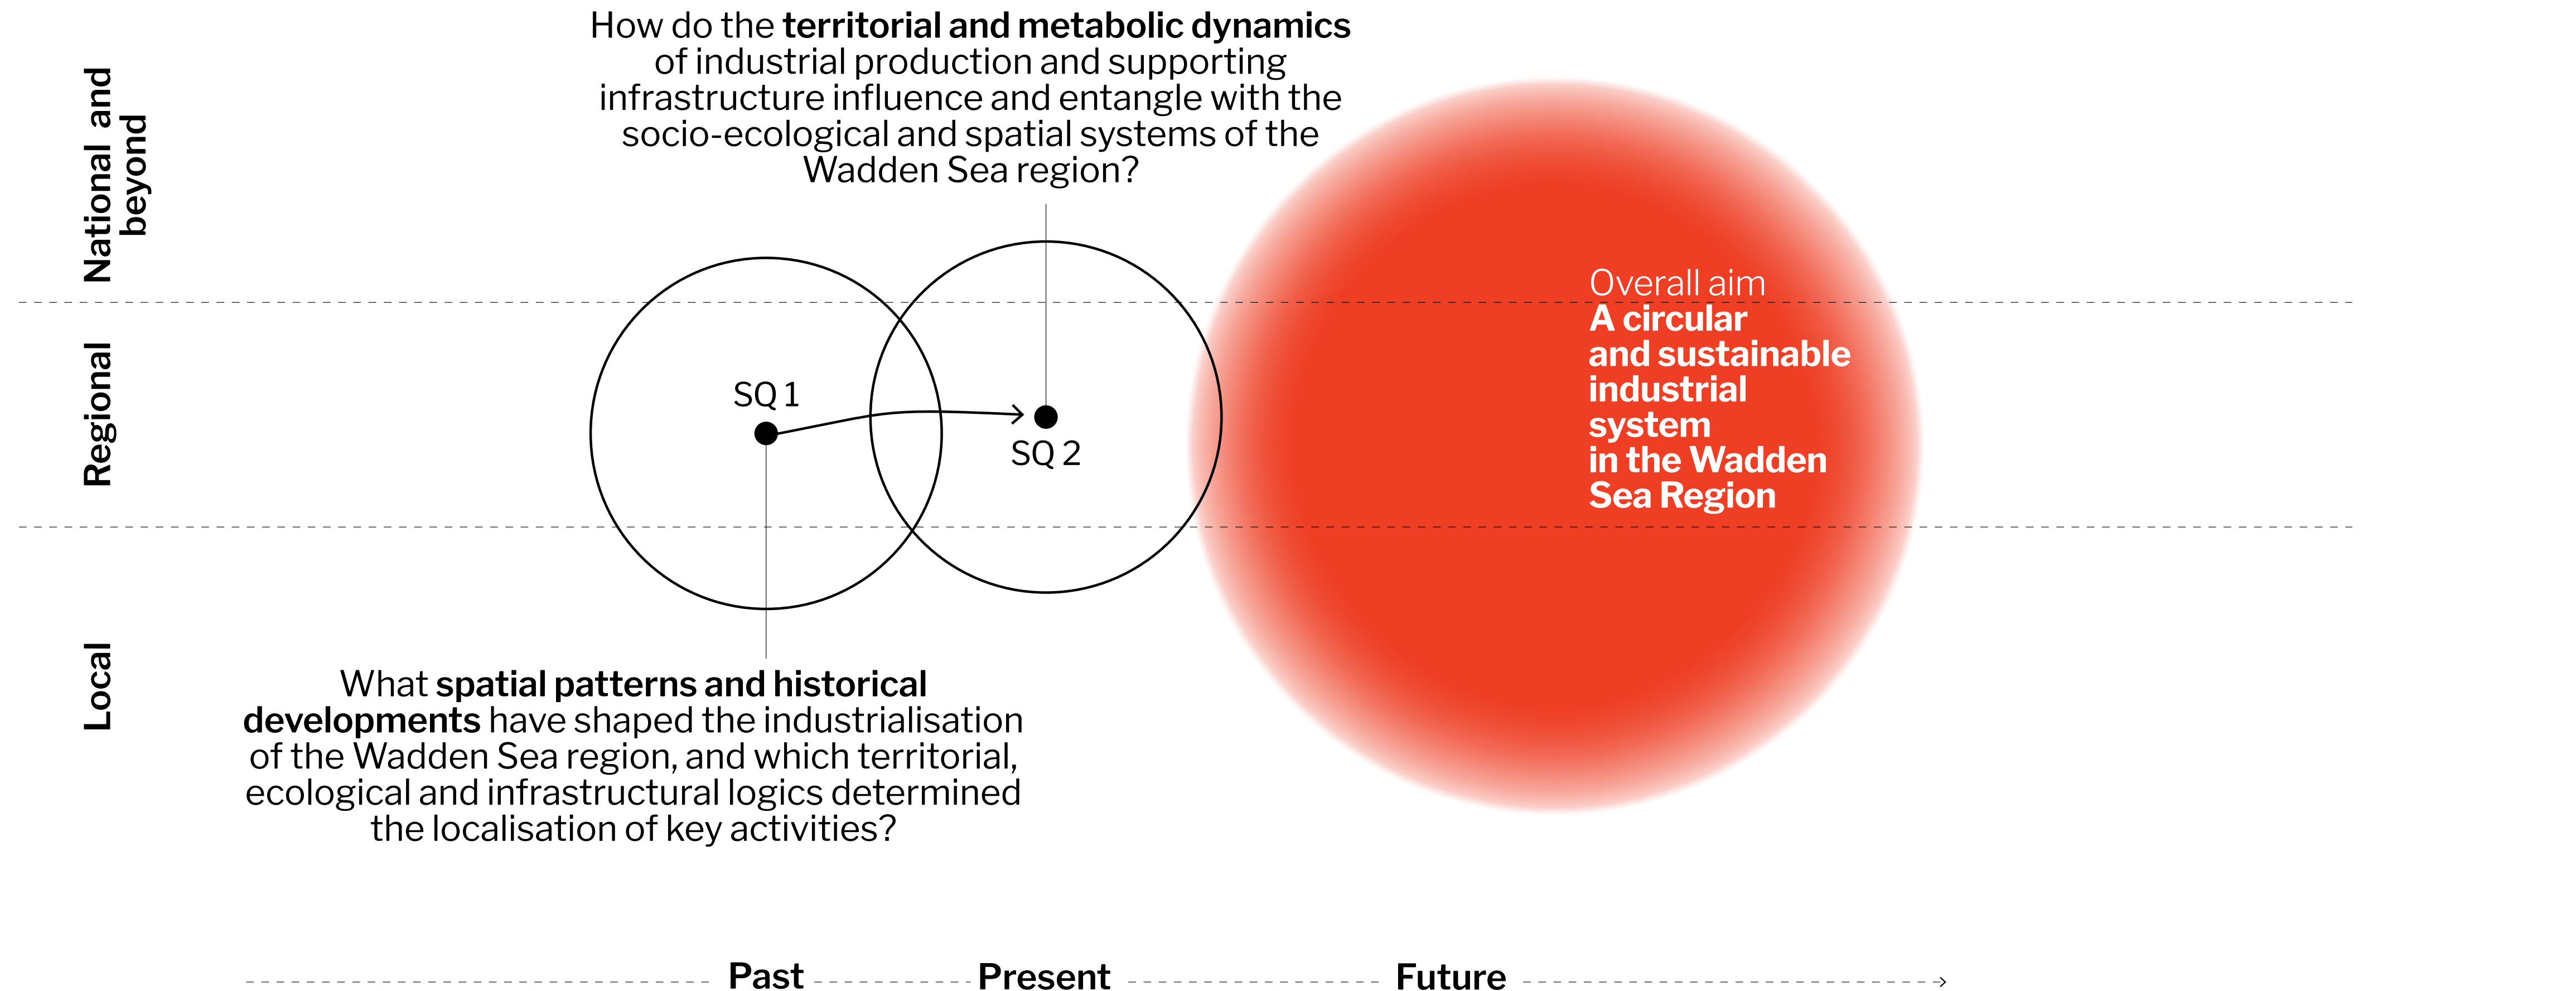 How do the territorial and metabolic dynamics
of industrial production and supporting
infrastructure influence and entangle with the
socio-ecological and spatial systems of the
Wadden Sea region?
National and
beyond
Regional
Local
SQ 1
SQ 2
Overall aim
A circular
and sustainable
industrial
system
in the Wadden
Sea Region
What spatial patterns and historical
developments have shaped the industrialisation
of the Wadden Sea region, and which territorial,
ecological and infrastructural logics determined
the localisation of key activities?
Past
Present
Future